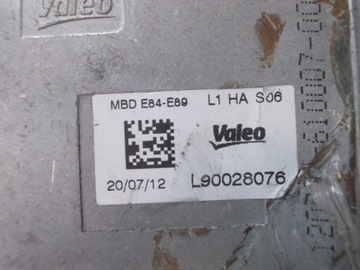 Valeo
MBD E84-E89 L1 HA S06
Valeo
20/07/12 L90028076